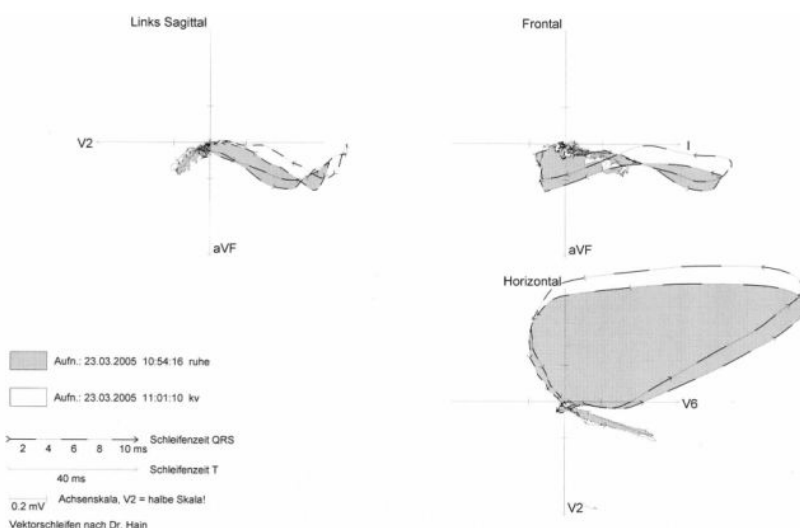 Links Sagittal
Frontal
V2
I
aVF
aVF
Horizontal
V6
V2
Aufn.: 23.03.2005 10:54:16 ruhe
Aufn.: 23.03.2005 11:01:10 kv
Schleifenzeit QRS
2 4 6 8 10 ms
Schleifenzeit T
40 ms
Achsenskala, V2 = halbe Skala!
0.2 mV
Vektorschleifen nach Dr. Hain